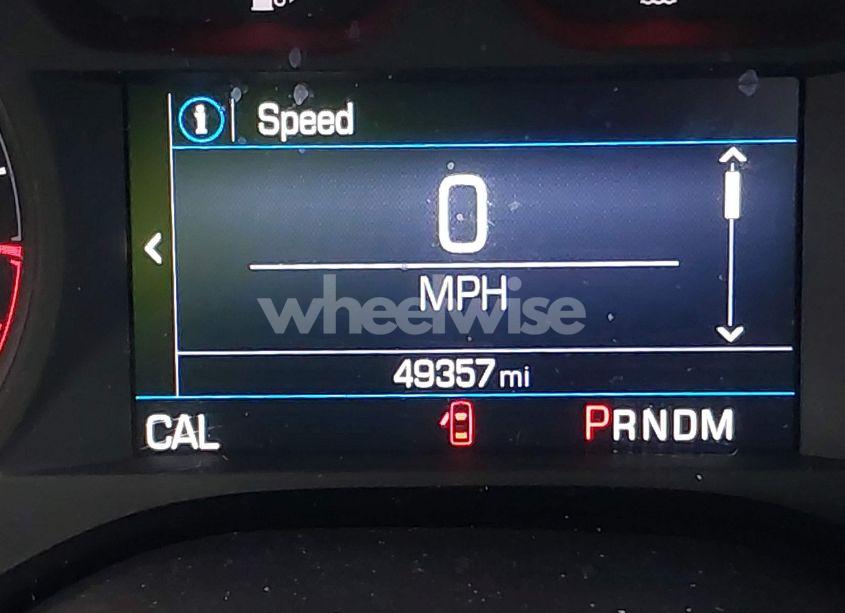 Speed
0
MPH
wheelwise
49357 mi
CAL
PRNDM